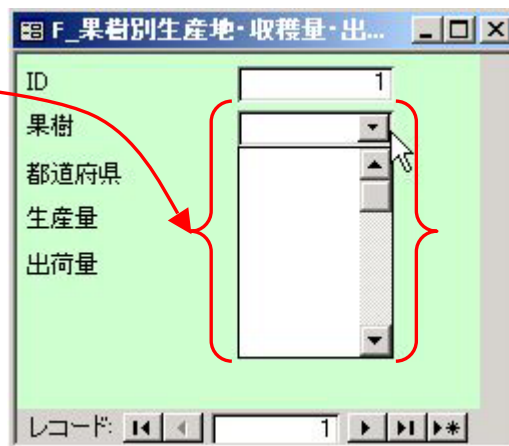 F_果樹別生産地・収穫量・出...
ID 1
果樹
都道府県
生産量
出荷量
レコード: 1